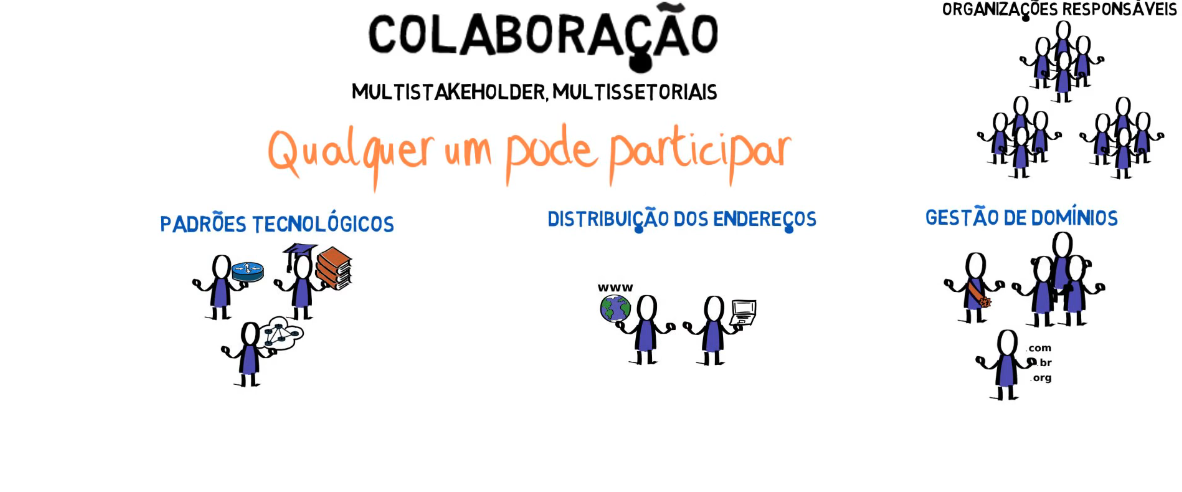 COLABORAÇÃO
ORGANIZAÇÕES RESPONSÁVEIS
MULTISTAKEHOLDER, MULTISSETORIAIS
Qualquer um pode participar
PADRÕES TECNOLÓGICOS
DISTRIBUIÇÃO DOS ENDEREÇOS
GESTÃO DE DOMÍNIOS
www
.com
.br
.org